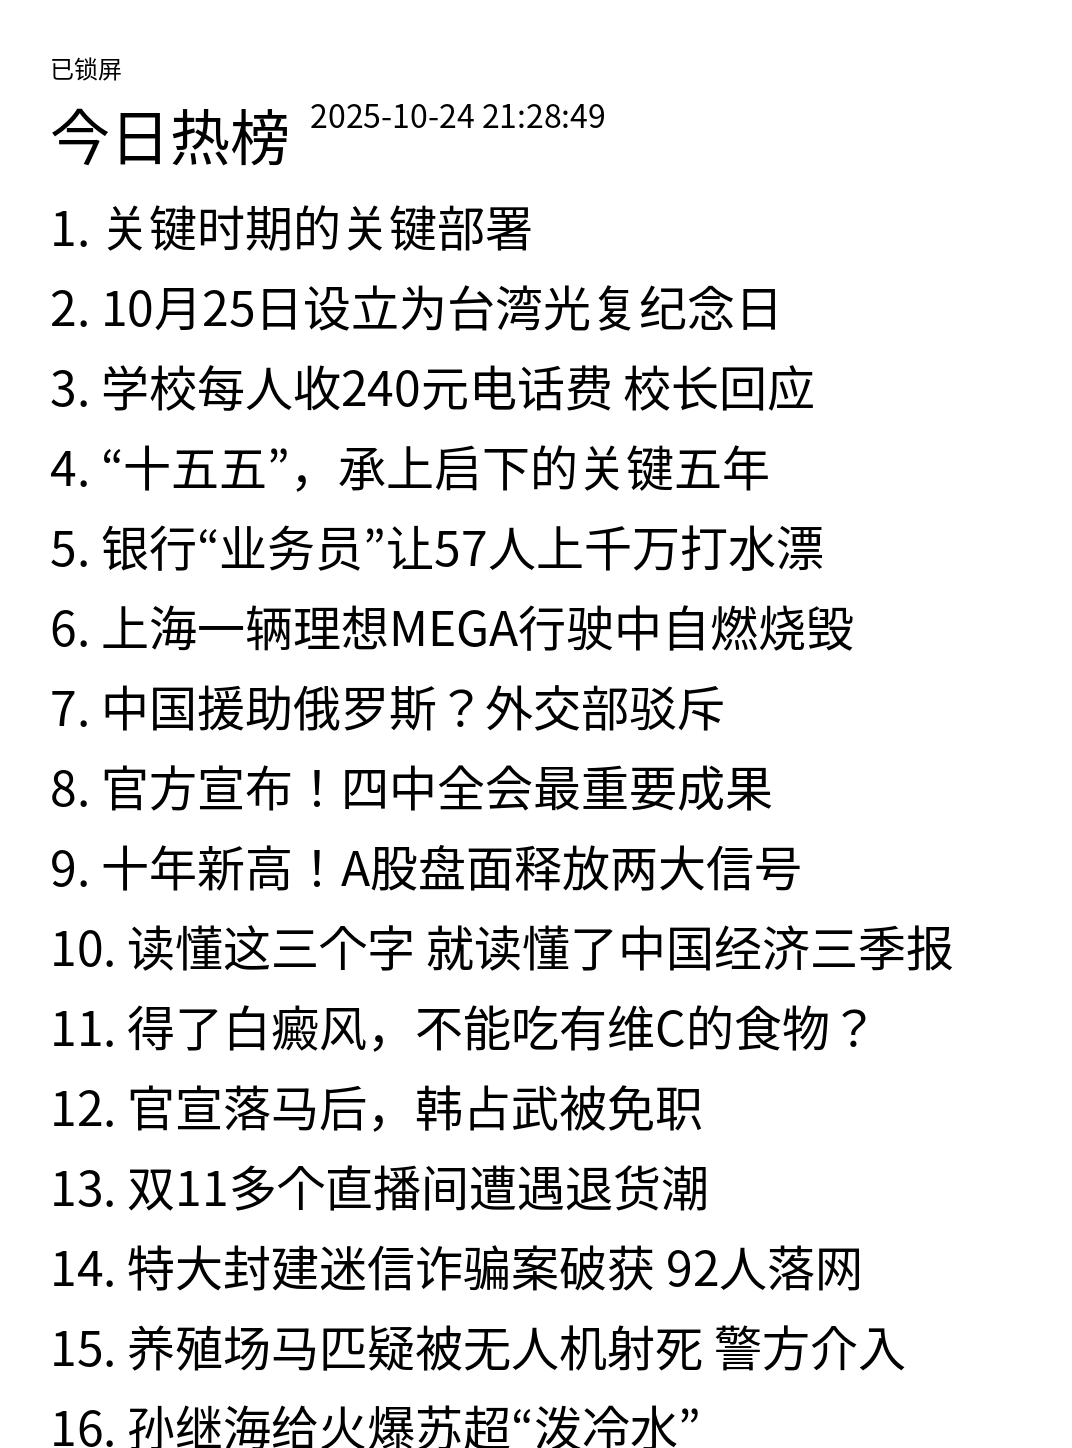 已锁屏
今日热榜 2025-10-24 21:28:49
1. 关键时期的关键部署
2. 10月25日设立为台湾光复纪念日
3. 学校每人收240元电话费 校长回应
4. “十五五”，承上启下的关键五年
5. 银行“业务员”让57人上千万打水漂
6. 上海一辆理想MEGA行驶中自燃烧毁
7. 中国援助俄罗斯？外交部驳斥
8. 官方宣布！四中全会最重要成果
9. 十年新高！A股盘面释放两大信号
10. 读懂这三个字 就读懂了中国经济三季报
11. 得了白癜风，不能吃有维C的食物？
12. 官宣落马后，韩占武被免职
13. 双11多个直播间遭遇退货潮
14. 特大封建迷信诈骗案破获 92人落网
15. 养殖场马匹疑被无人机射死 警方介入
16. 孙继海给火爆苏超“泼冷水”